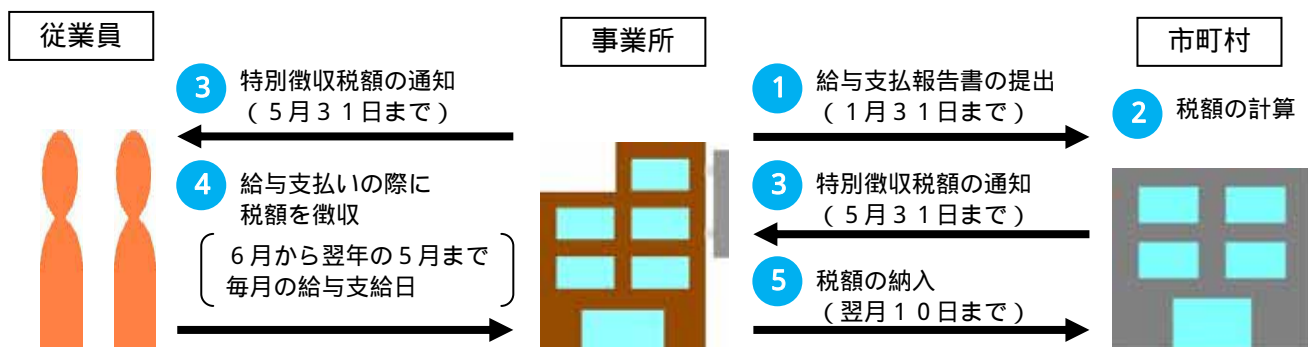 従業員
事業所
市町村
3
特別徴収税額の通知
(5月31日まで)
1
給与支払報告書の提出
(1月31日まで)
2
税額の計算
4
給与支払いの際に
税額を徴収
6月から翌年の5月まで
毎月の給与支給日
3
特別徴収税額の通知
(5月31日まで)
5
税額の納入
(翌月10日まで)